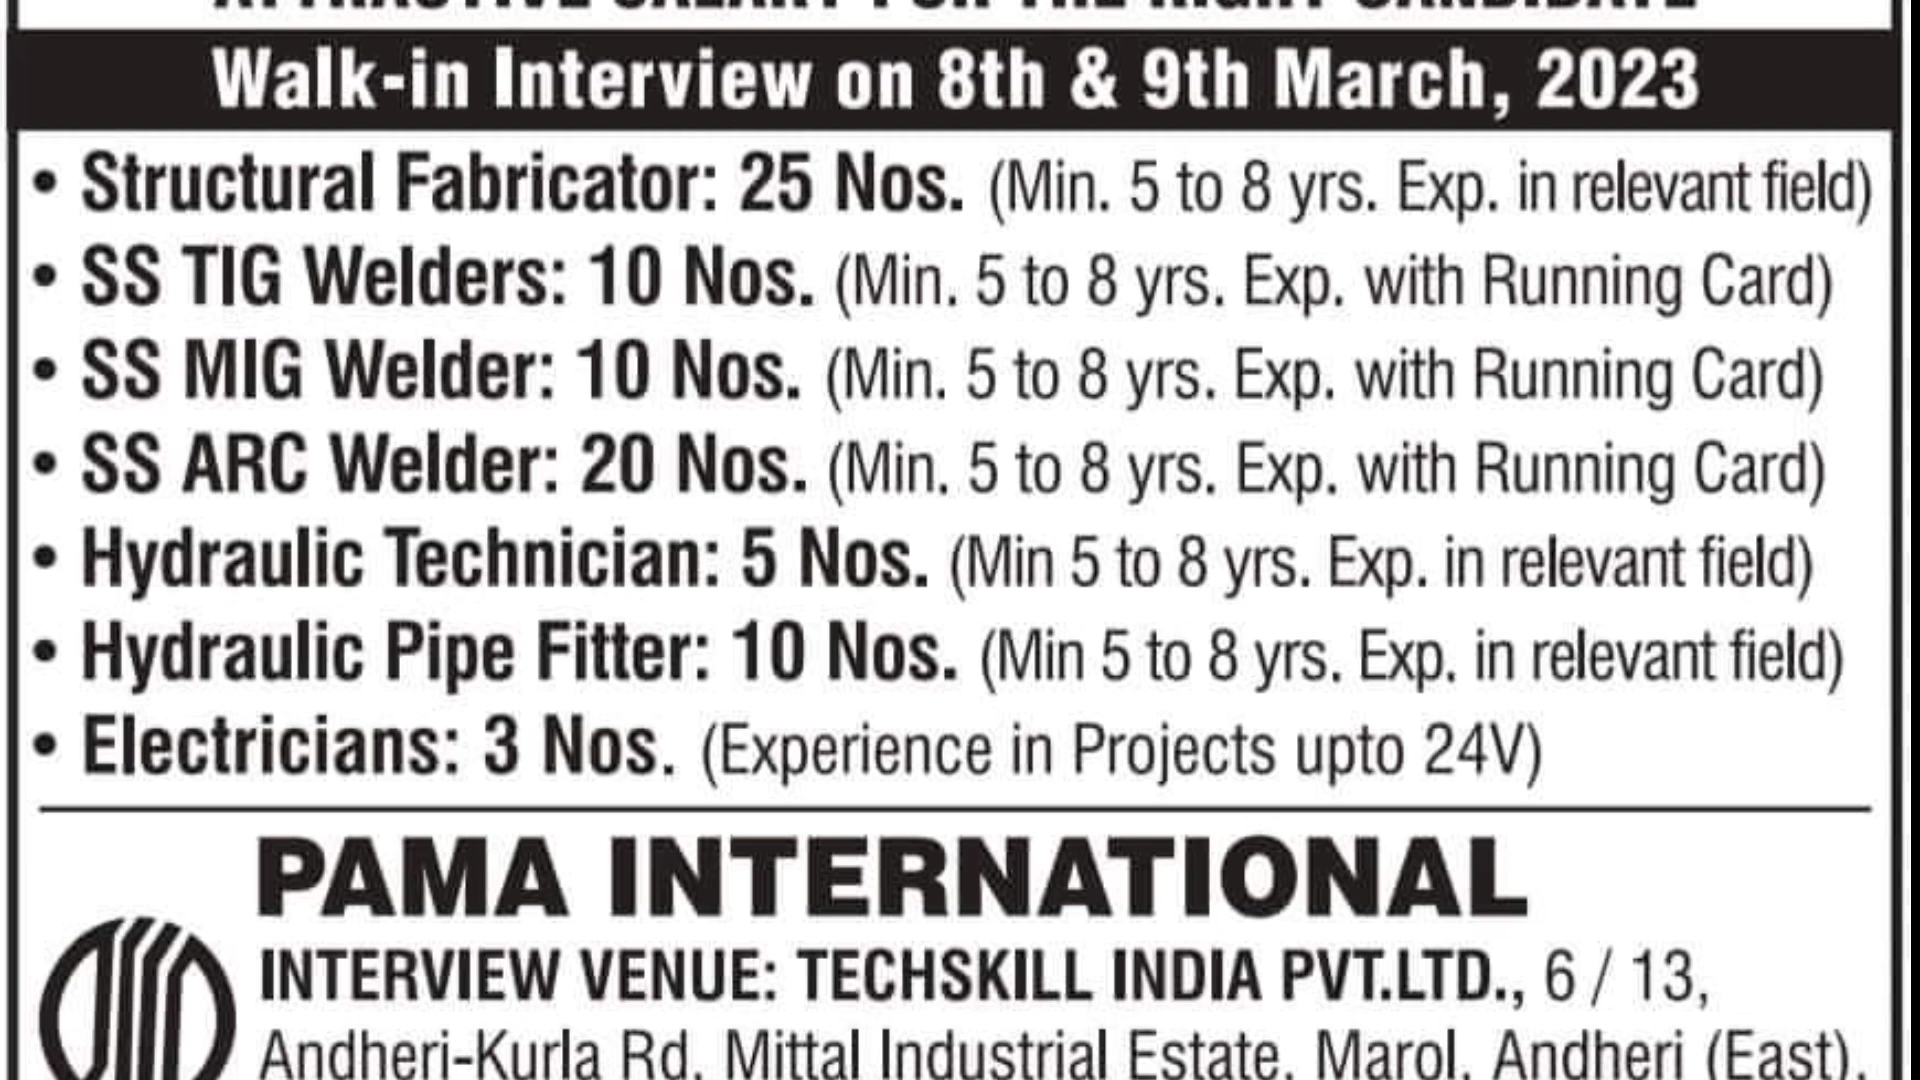 ATTRACTIVE SALARY FOR THE RIGHT CANDIDATE
Walk-in Interview on 8th & 9th March, 2023
• Structural Fabricator: 25 Nos. (Min. 5 to 8 yrs. Exp. in relevant field)
• SS TIG Welders: 10 Nos. (Min. 5 to 8 yrs. Exp. with Running Card)
• SS MIG Welder: 10 Nos. (Min. 5 to 8 yrs. Exp. with Running Card)
• SS ARC Welder: 20 Nos. (Min. 5 to 8 yrs. Exp. with Running Card)
• Hydraulic Technician: 5 Nos. (Min 5 to 8 yrs. Exp. in relevant field)
• Hydraulic Pipe Fitter: 10 Nos. (Min 5 to 8 yrs. Exp. in relevant field)
• Electricians: 3 Nos. (Experience in Projects upto 24V)
PAMA INTERNATIONAL
INTERVIEW VENUE: TECHSKILL INDIA PVT.LTD., 6 / 13,
Andheri-Kurla Rd, Mittal Industrial Estate, Marol, Andheri (East),